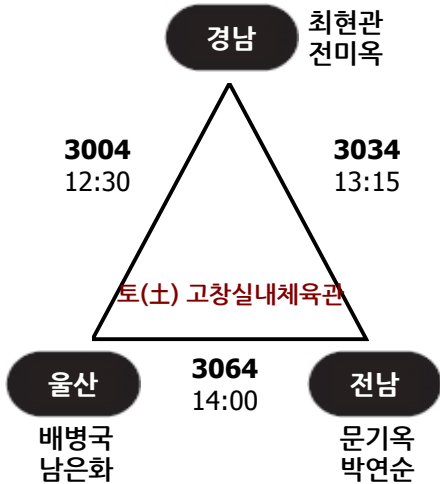 경남
최현관
전미옥
3004
12:30
3034
13:15
토(土) 고창실내체육관
울산
3064
14:00
전남
배병국
남은화
문기옥
박연순